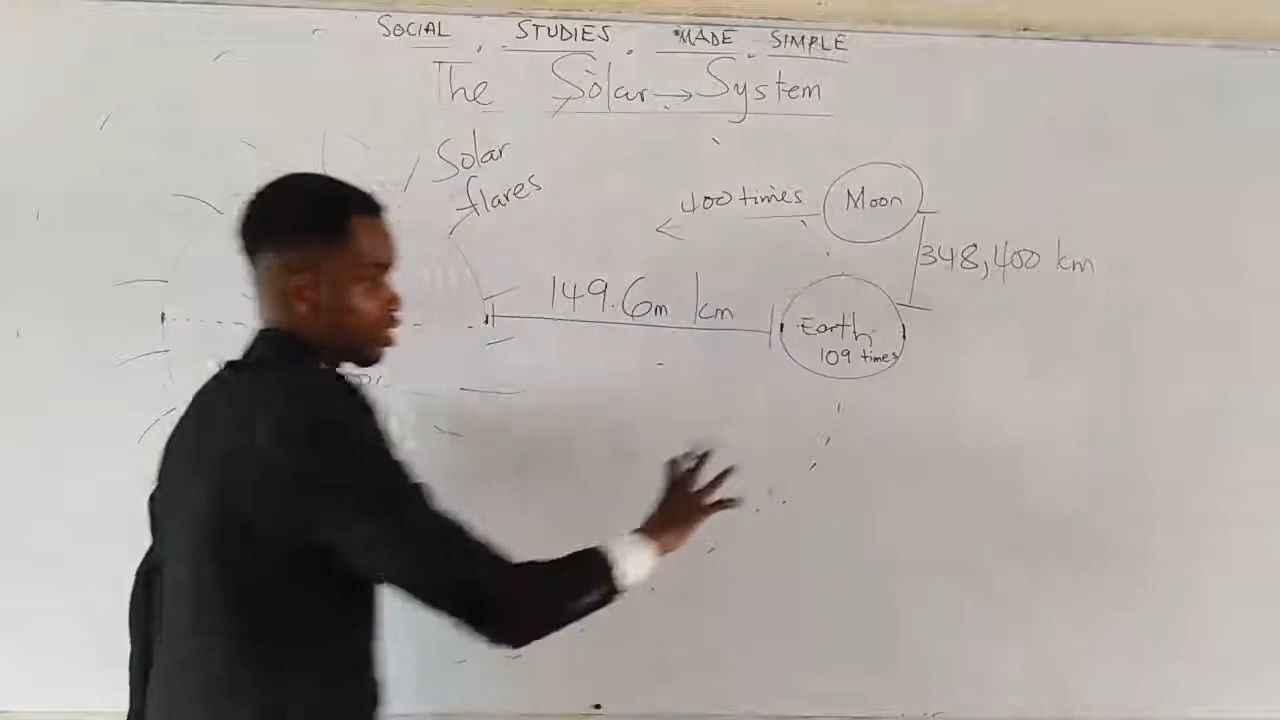 SOCIAL STUDIES MADE SIMPLE
The Solar → System
Solar
flares
400 times
Moon
348,400 km
149.6m km
Earth
109 times